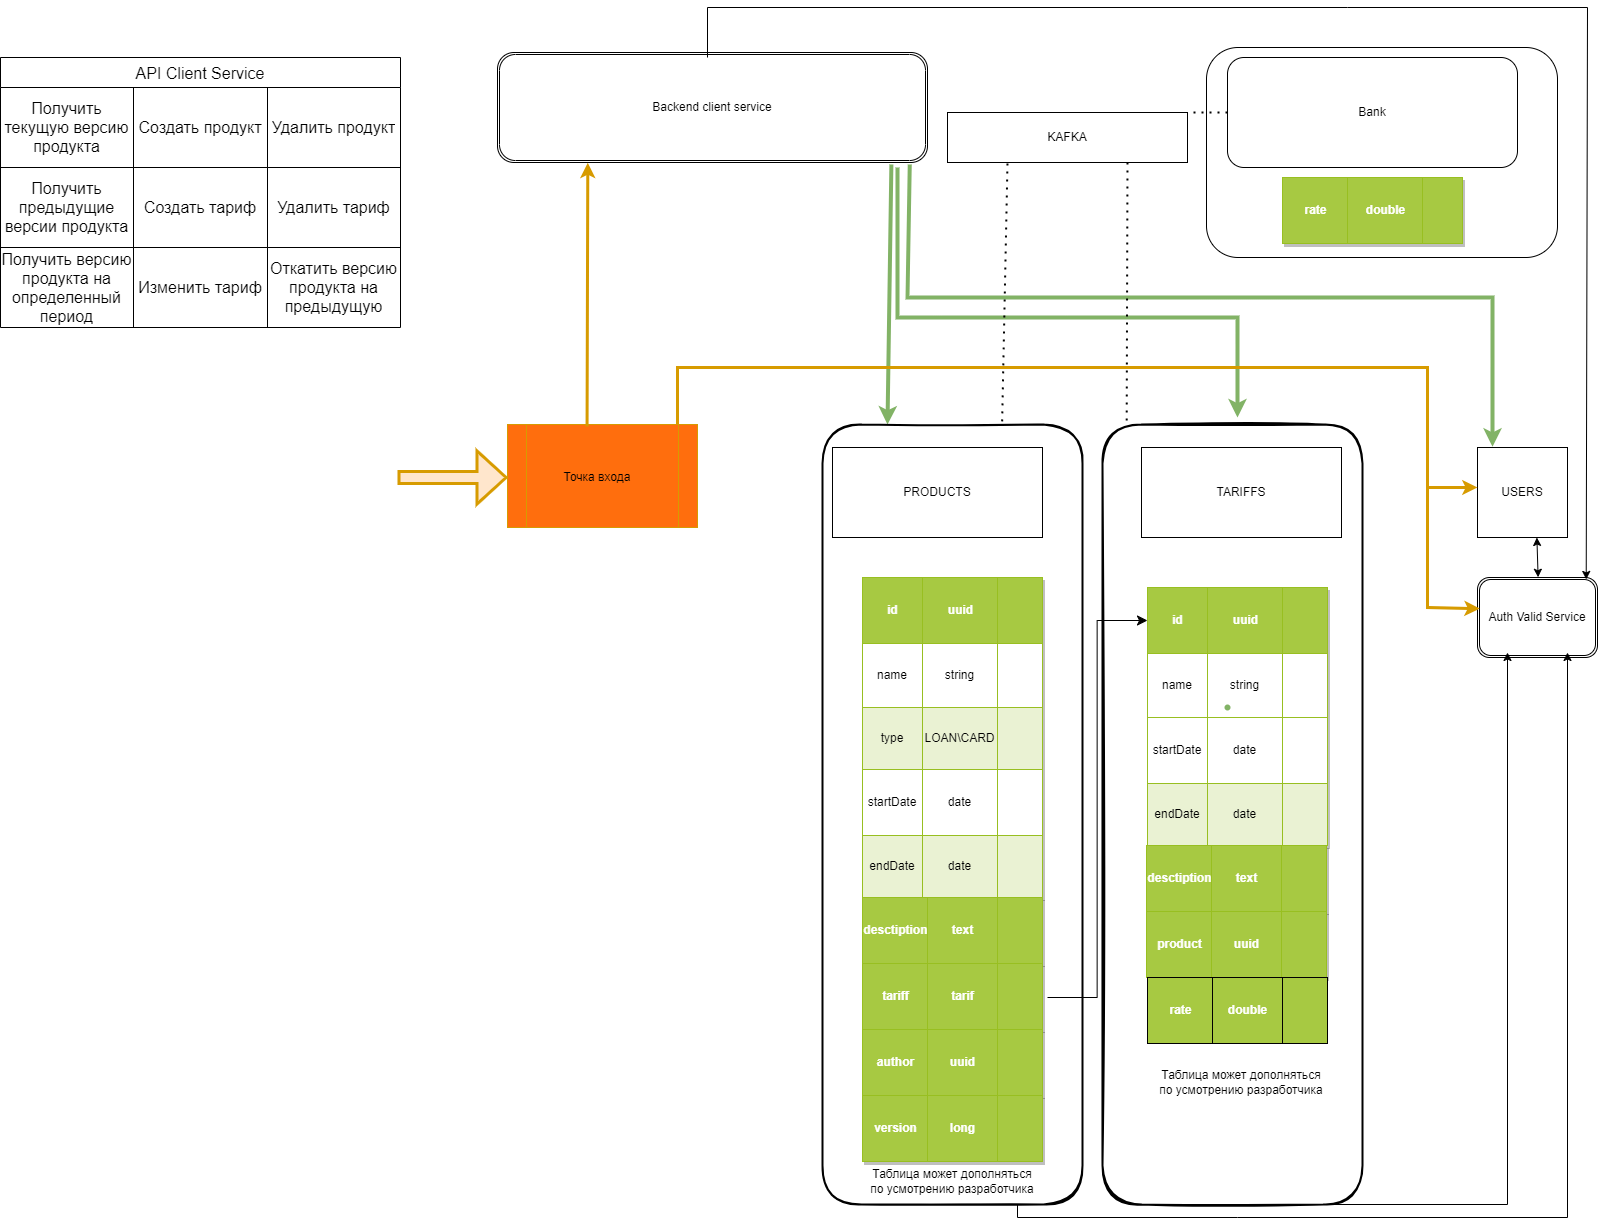 API Client Service
Получить
текущую версию
продукта
Создать продукт
Удалить продукт
Получить
предыдущие
версии продукта
Создать тариф
Удалить тариф
Получить версию
продукта на
определенный
период
Изменить тариф
Откатить версию
продукта на
предыдущую
Backend client service
KAFKA
Bank
rate double
Точка входа
PRODUCTS
TARIFFS
USERS
Auth Valid Service
id uuid
name string
type LOAN\CARD
startDate date
endDate date
desctiption text
tariff tarif
author uuid
version long
Таблица может дополняться
по усмотрению разработчика
id uuid
name string
startDate date
endDate date
desctiption text
product uuid
rate double
Таблица может дополняться
по усмотрению разработчика